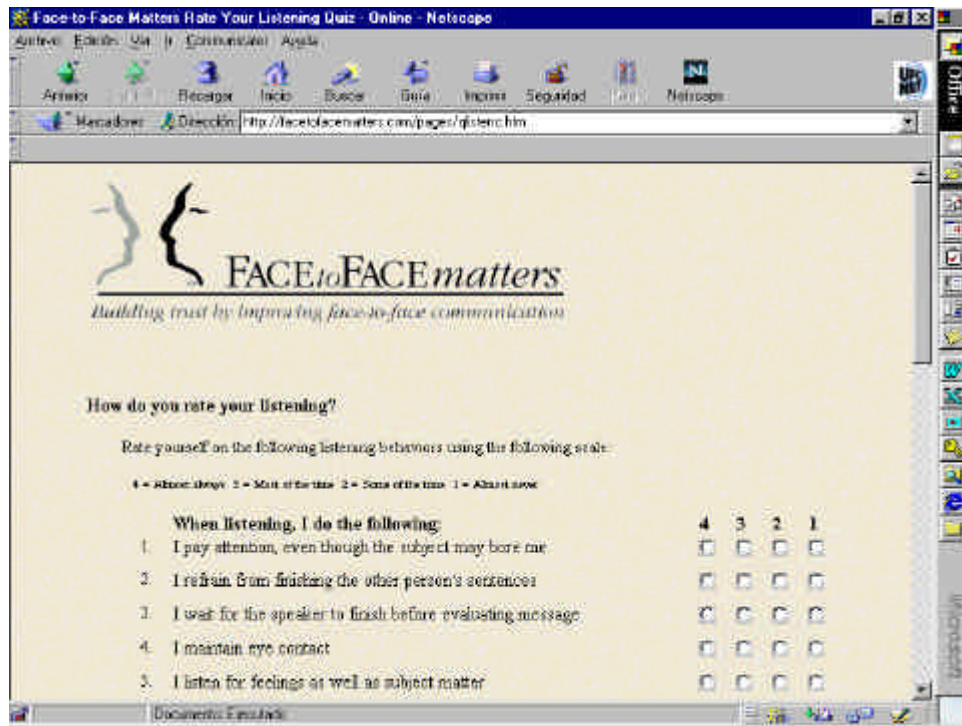 Face-to-Face Matters Rate Your Listening Quiz - Online - Netscape
Archivo Edición Ver Ir Communicator Ayuda
Anterior Recargar Inicio Buscar Guía Imprimir Seguridad Netscape
Marcadores Dirección http://facetofacematters.com/pages/qlistenc.htm
Office
FACEtoFACEmatters
Building trust by improving face-to-face communication
How do you rate your listening?
Rate yourself on the following listening behaviors using the following scale:
4 = Almost always 3 = Most of the time 2 = Some of the time 1 = Almost never
When listening, I do the following: 4 3 2 1
1. I pay attention, even though the subject may bore me
2. I refrain from finishing the other person's sentences
3. I wait for the speaker to finish before evaluating message
4. I maintain eye contact
5. I listen for feelings as well as subject matter
Documento: Ejecutado
Microsoft